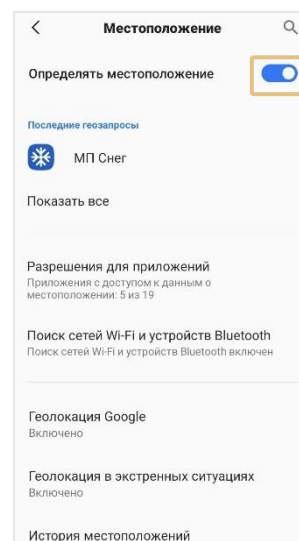 Местоположение
Определять местоположение
Последние геозапросы
МП Снег
Показать все
Разрешения для приложений
Приложения с доступом к данным о
местоположении: 5 из 19
Поиск сетей Wi-Fi и устройств Bluetooth
Поиск сетей Wi-Fi и устройств Bluetooth включен
Геолокация Google
Включено
Геолокация в экстренных ситуациях
Включено
История местоположений